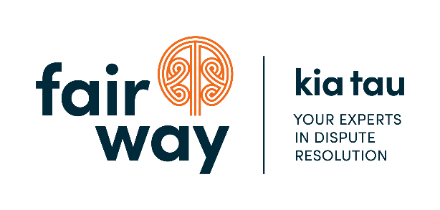 fair
way
kia tau
YOUR EXPERTS
IN DISPUTE
RESOLUTION